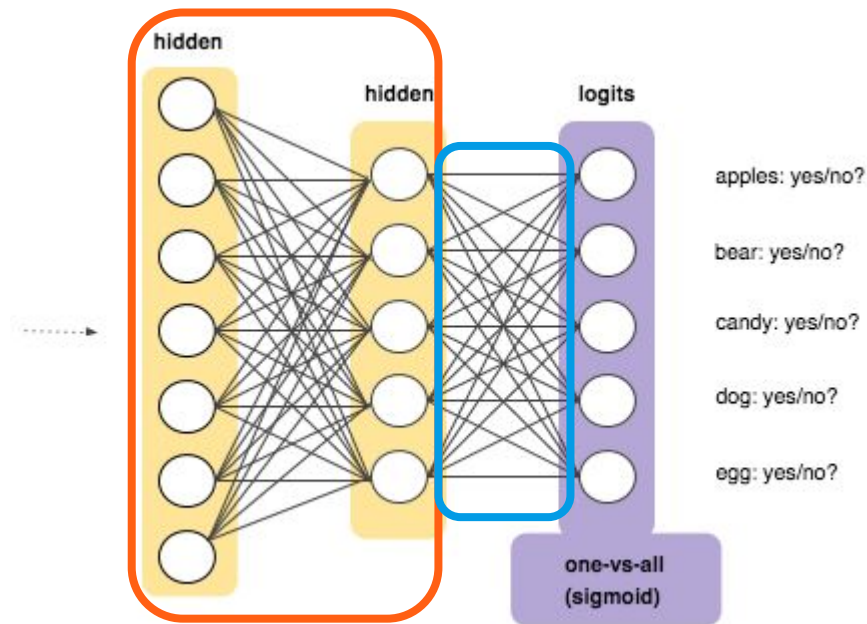 hidden
hidden
logits
apples: yes/no?
bear: yes/no?
candy: yes/no?
dog: yes/no?
egg: yes/no?
one-vs-all
(sigmoid)